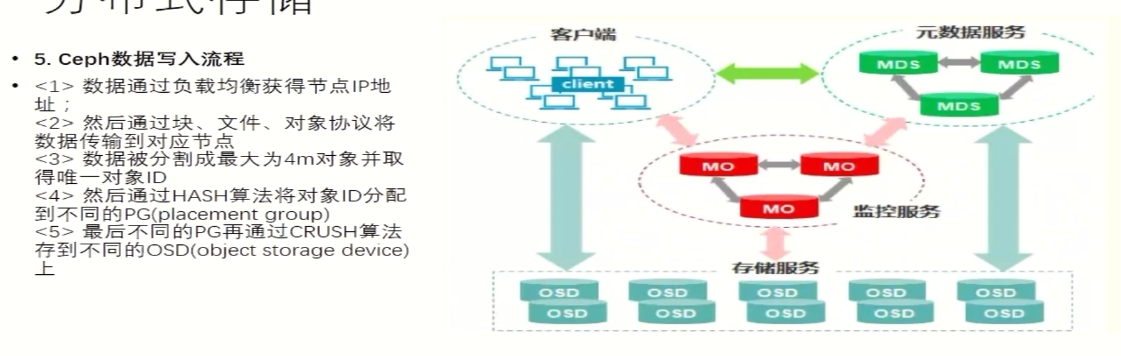 分布式存储
5. Ceph数据写入流程
<1> 数据通过负载均衡获得节点IP地
址；
<2> 然后通过块、文件、对象协议将
数据传输到对应节点
<3> 数据被分割成最大为4m对象并取
得唯一对象ID
<4> 然后通过HASH算法将对象ID分配
到不同的PG(placement group)
<5> 最后不同的PG再通过CRUSH算法
存到不同的OSD(object storage device)
上
客户端
client
元数据服务
MDS
MDS
MDS
MO
MO
MO
监控服务
存储服务
OSD
OSD
OSD
OSD
OSD
OSD
OSD
OSD
OSD
OSD